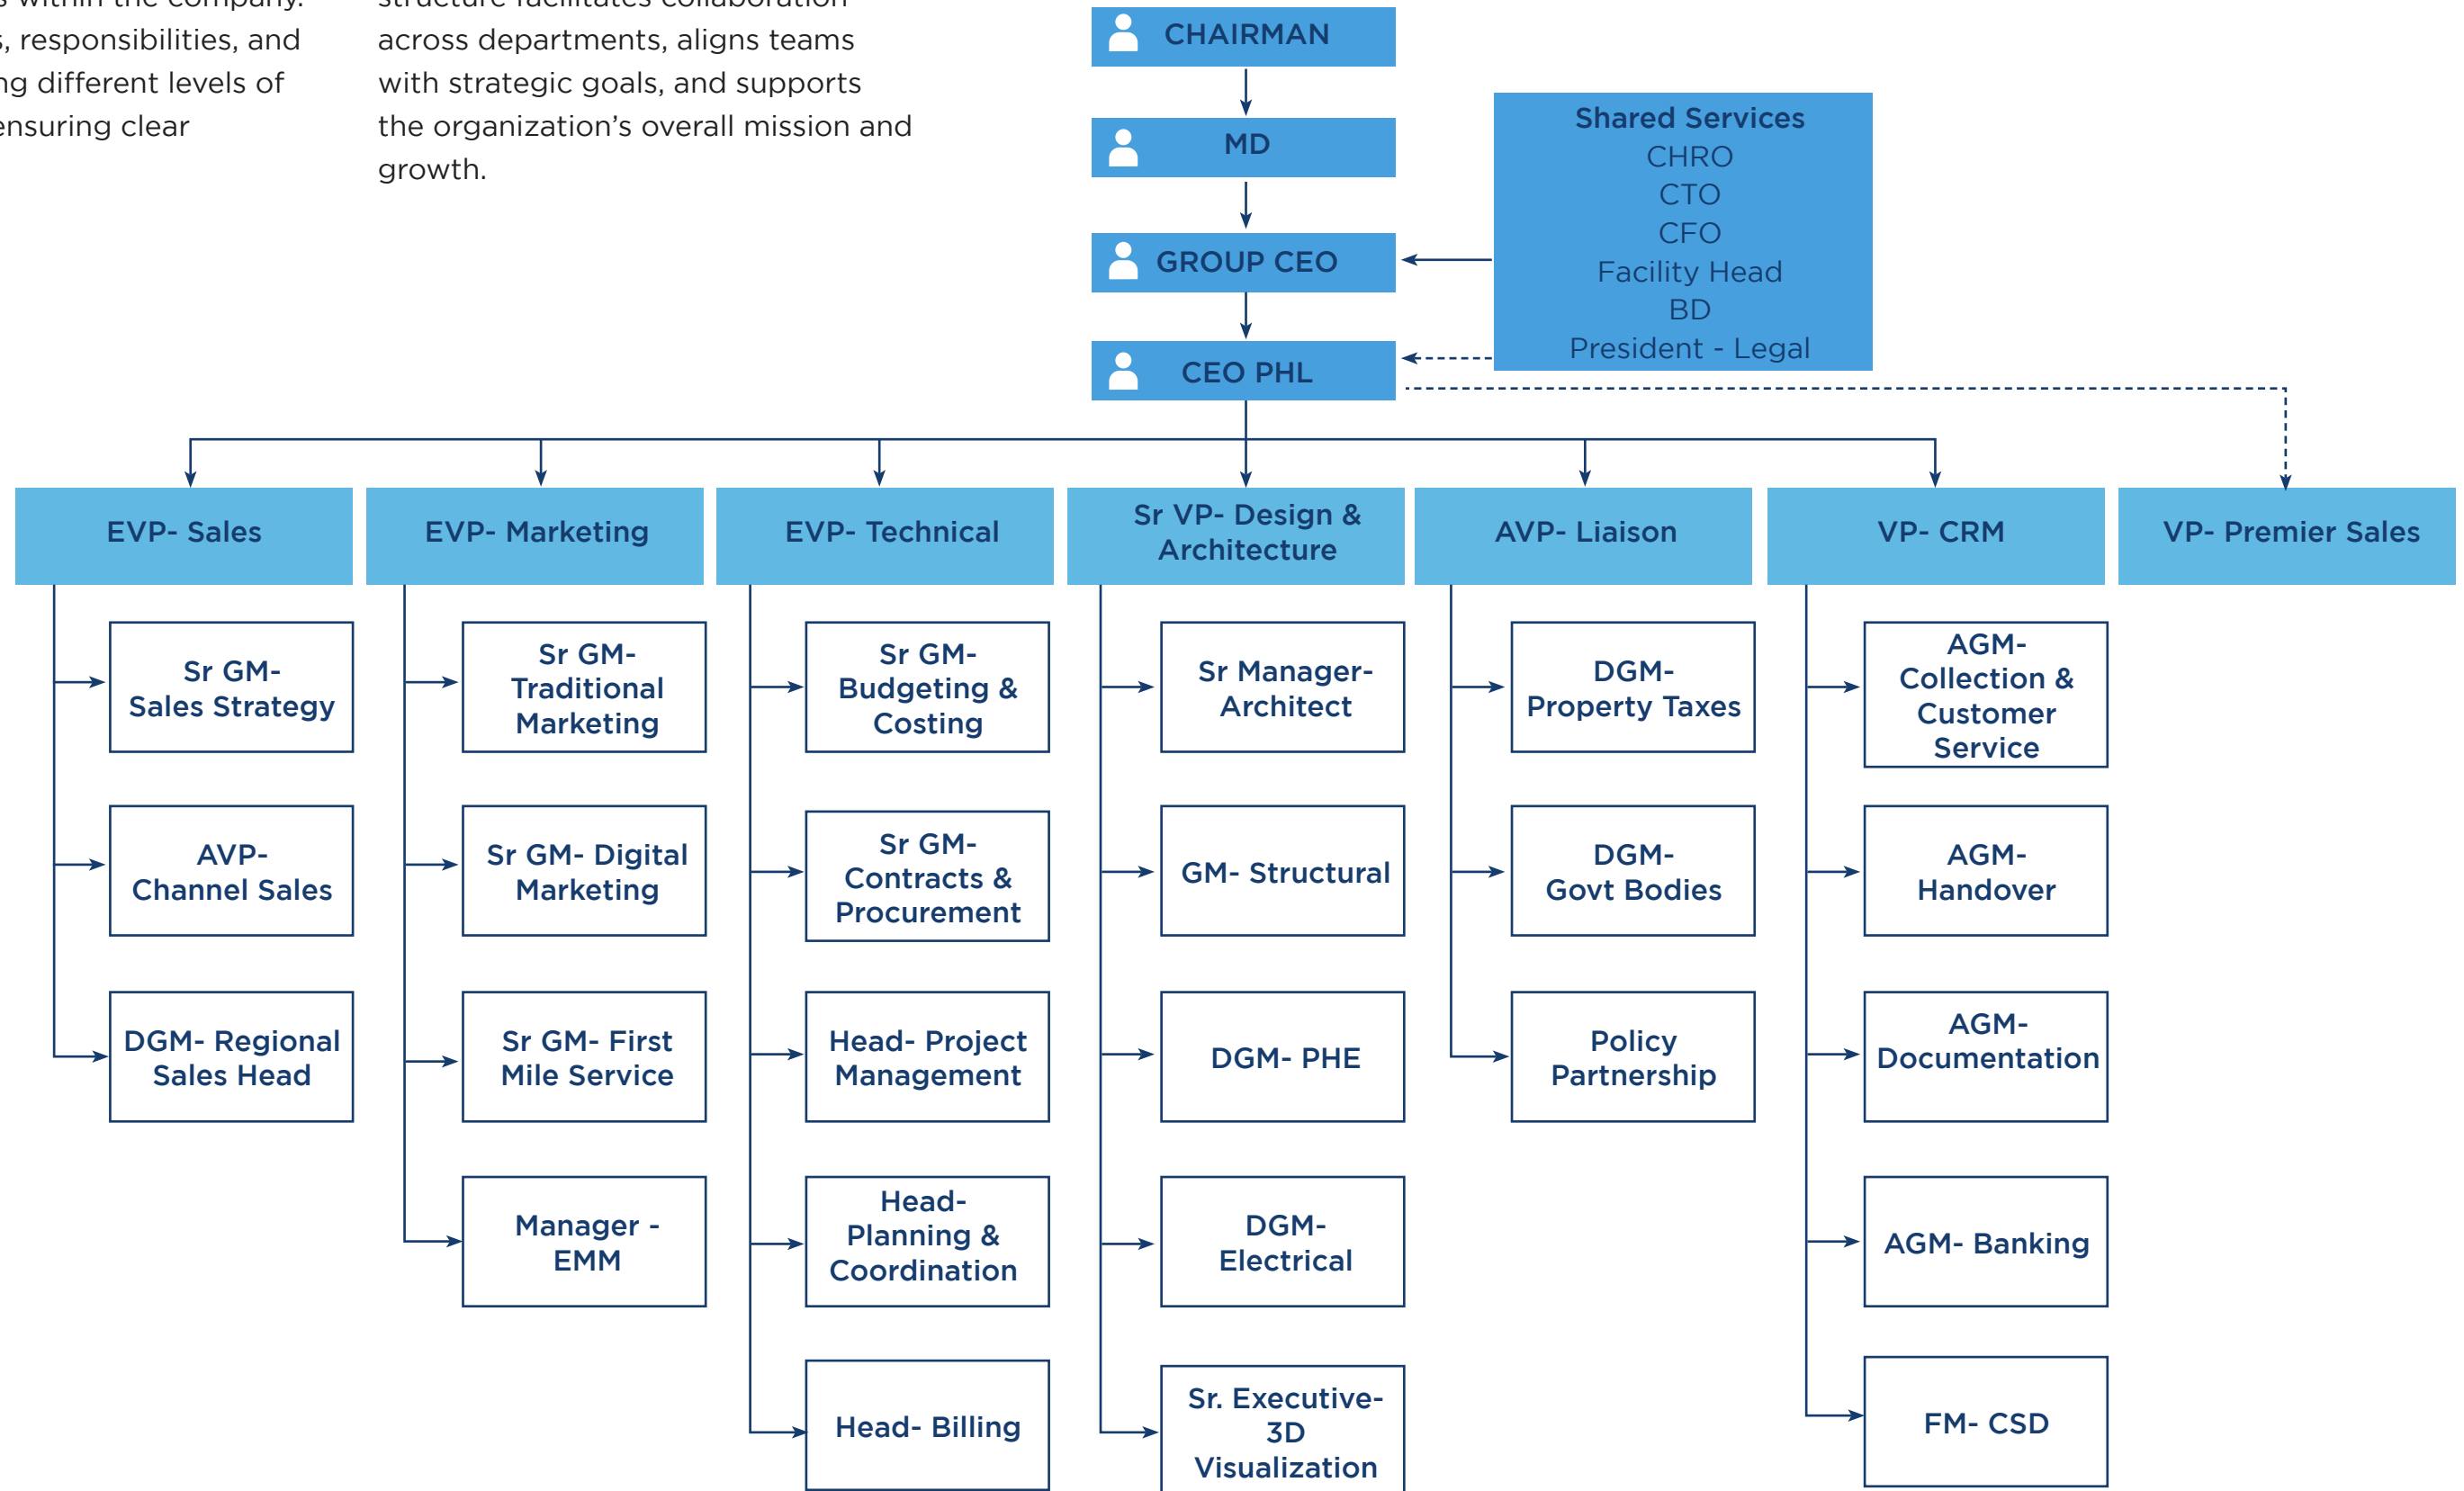 within the company.
responsibilities, and
different levels of
ensuring clear
structure facilitates collaboration
across departments, aligns teams
with strategic goals, and supports
the organization's overall mission and
growth.
CHAIRMAN
MD
GROUP CEO
CEO PHL
Shared Services
CHRO
CTO
CFO
Facility Head
BD
President - Legal
EVP- Sales
EVP- Marketing
EVP- Technical
Sr VP- Design &
Architecture
AVP- Liaison
VP- CRM
VP- Premier Sales
Sr GM-
Sales Strategy
AVP-
Channel Sales
DGM- Regional
Sales Head
Sr GM-
Traditional
Marketing
Sr GM- Digital
Marketing
Sr GM- First
Mile Service
Manager -
EMM
Sr GM-
Budgeting &
Costing
Sr GM-
Contracts &
Procurement
Head- Project
Management
Head-
Planning &
Coordination
Head- Billing
Sr Manager-
Architect
GM- Structural
DGM- PHE
DGM-
Electrical
Sr. Executive-
3D
Visualization
DGM-
Property Taxes
DGM-
Govt Bodies
Policy
Partnership
AGM-
Collection &
Customer
Service
AGM-
Handover
AGM-
Documentation
AGM- Banking
FM- CSD